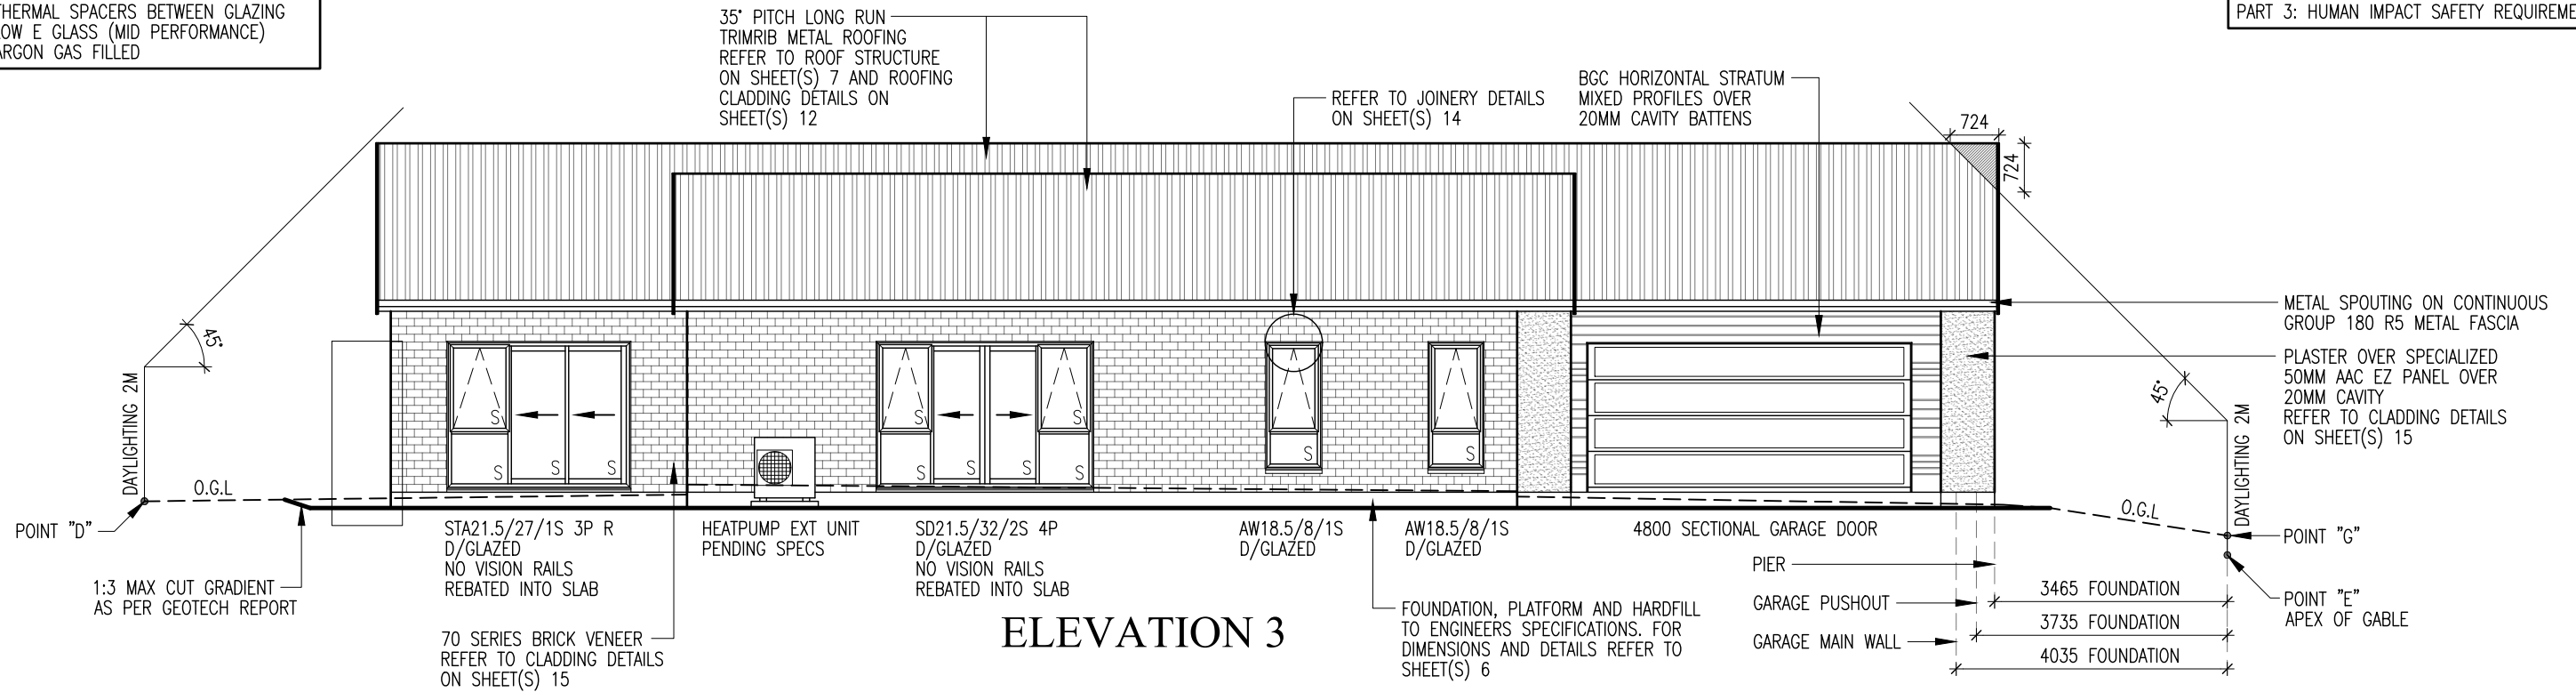 THERMAL SPACERS BETWEEN GLAZING
LOW E GLASS (MID PERFORMANCE)
ARGON GAS FILLED
PART 3: HUMAN IMPACT SAFETY
35° PITCH LONG RUN
TRIMRIB METAL ROOFING
REFER TO ROOF STRUCTURE
ON SHEET(S) 7 AND ROOFING
CLADDING DETAILS ON
SHEET(S) 12
REFER TO JOINERY DETAILS
ON SHEET(S) 14
BGC HORIZONTAL STRATUM
MIXED PROFILES OVER
20MM CAVITY BATTENS
724
724
METAL SPOUTING ON CONTINUOUS
GROUP 180 R5 METAL FASCIA
PLASTER OVER SPECIALIZED
50MM AAC EZ PANEL OVER
20MM CAVITY
REFER TO CLADDING DETAILS
ON SHEET(S) 15
45°
45°
DAYLIGHTING 2M
DAYLIGHTING 2M
S
S
S
S
S
S
S
S
S
S
S
S
O.G.L
O.G.L
POINT "D"
POINT "G"
POINT "E"
APEX OF GABLE
1:3 MAX CUT GRADIENT
AS PER GEOTECH REPORT
STA21.5/27/1S 3P R
D/GLAZED
NO VISION RAILS
REBATED INTO SLAB
HEATPUMP EXT UNIT
PENDING SPECS
SD21.5/32/2S 4P
D/GLAZED
NO VISION RAILS
REBATED INTO SLAB
AW18.5/8/1S
D/GLAZED
AW18.5/8/1S
D/GLAZED
4800 SECTIONAL GARAGE DOOR
70 SERIES BRICK VENEER
REFER TO CLADDING DETAILS
ON SHEET(S) 15
FOUNDATION, PLATFORM AND HARDFILL
TO ENGINEERS SPECIFICATIONS. FOR
DIMENSIONS AND DETAILS REFER TO
SHEET(S) 6
PIER
GARAGE PUSHOUT
GARAGE MAIN WALL
3465 FOUNDATION
3735 FOUNDATION
4035 FOUNDATION
ELEVATION 3